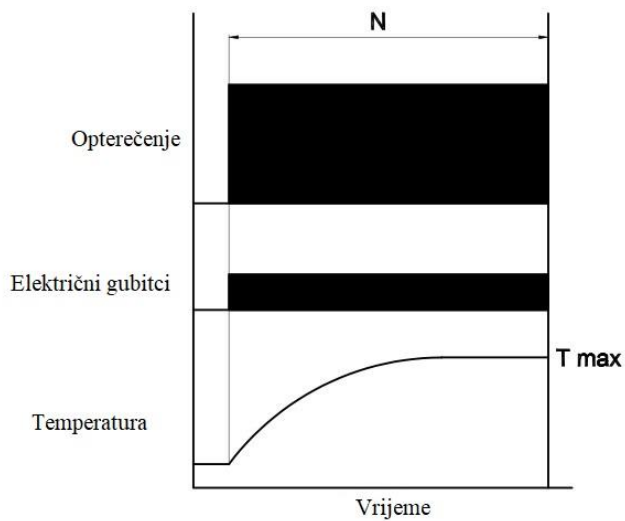 N
Opterečenje
Električni gubitci
T max
Temperatura
Vrijeme